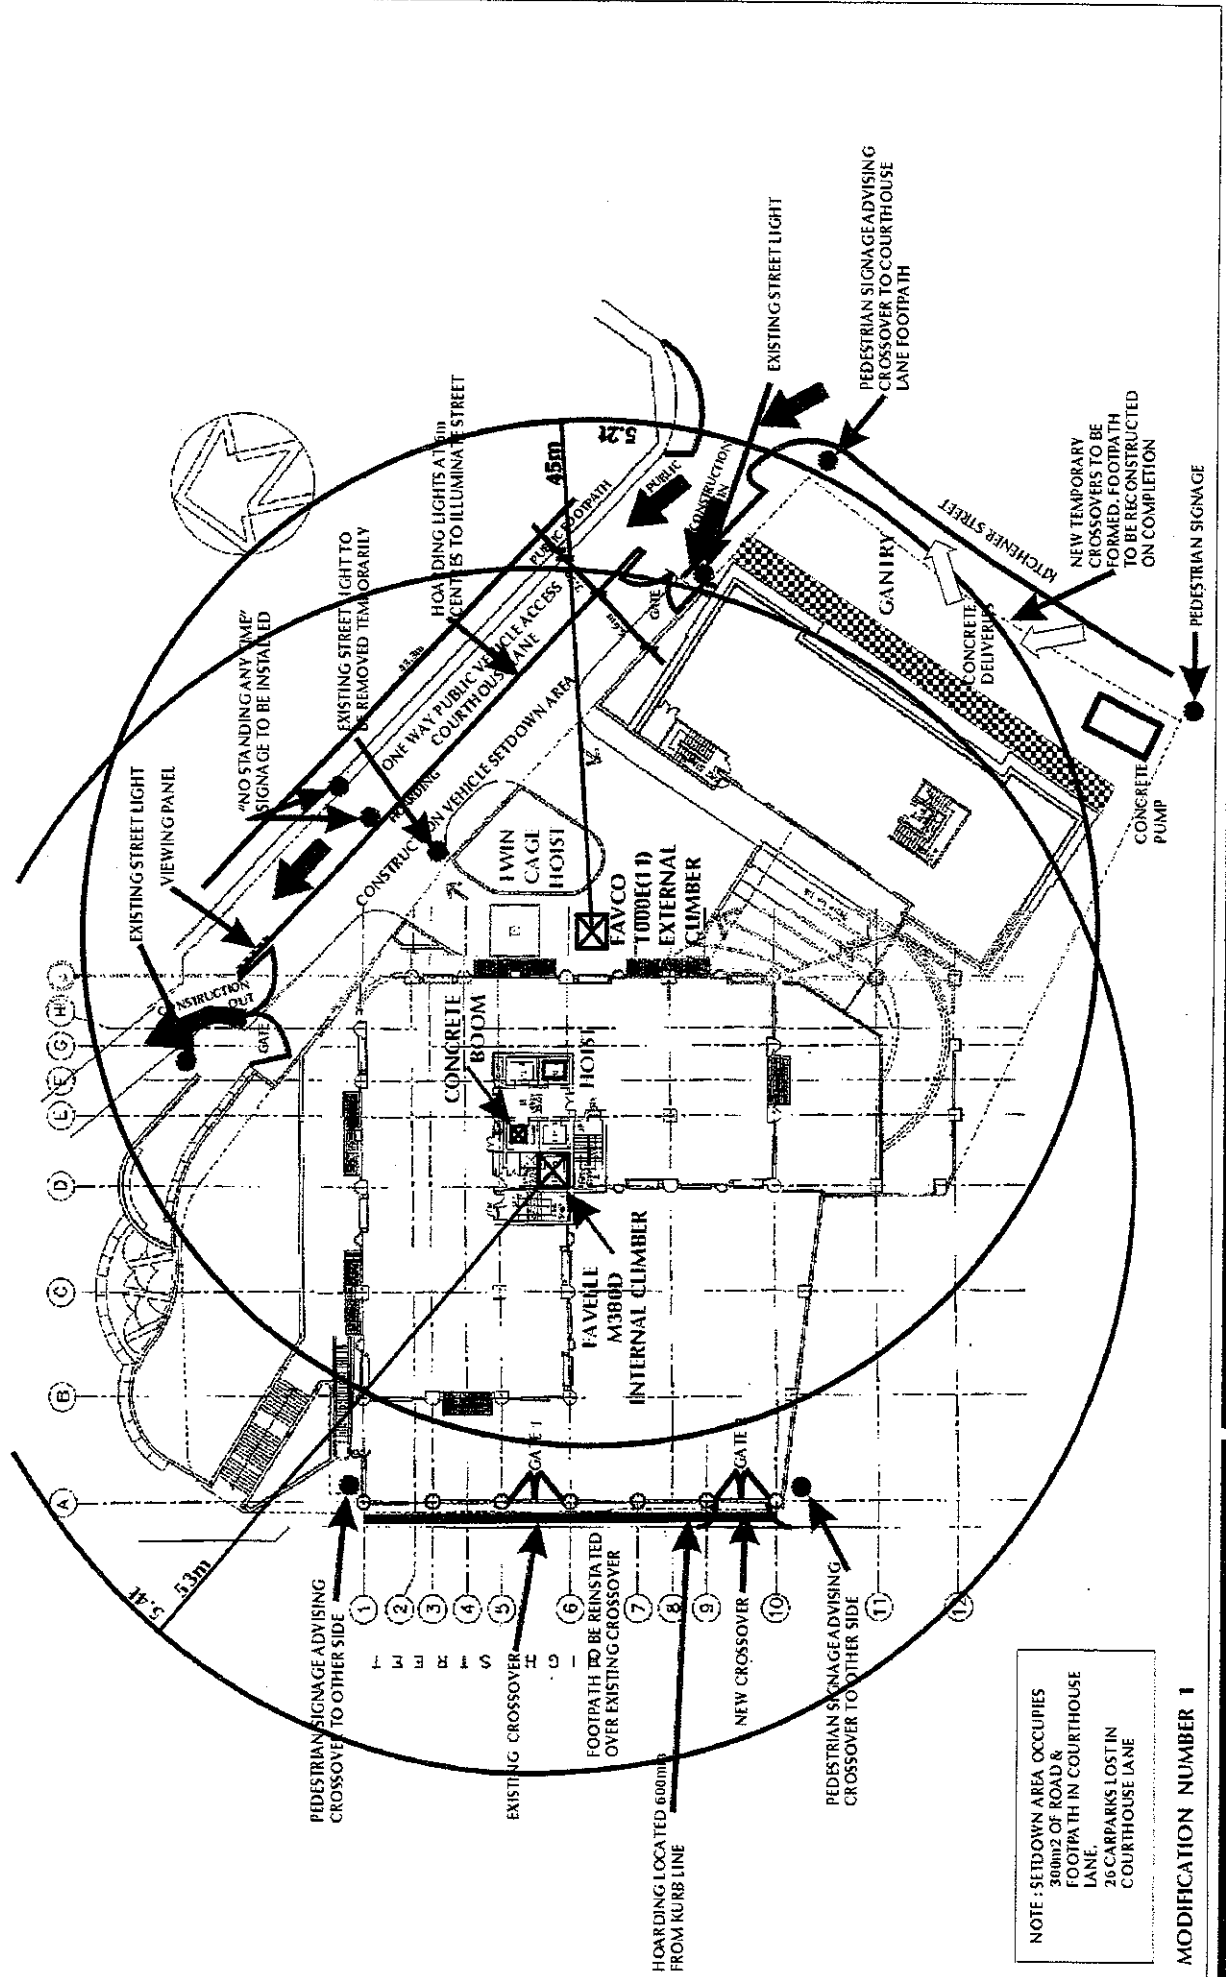 EXISTING STREET LIGHT
VIEWING PANEL
"NO STANDING ANY TIME"
SIGNAGE TO BE INSTALLED
EXISTING STREET LIGHT TO
BE REMOVED TEMPORARILY
HOARDING LIGHTS AT 6m
CENTRES TO ILLUMINATE STREET
EXISTING STREET LIGHT
PEDESTRIAN SIGNAGE ADVISING
CROSSOVER TO COURTHOUSE
LANE FOOTPATH
NEW TEMPORARY
CROSSOVERS TO BE
FORMED. FOOTPATH
TO BE RECONSTRUCTED
ON COMPLETION
PEDESTRIAN SIGNAGE
CONSTRUCTION
OUT
GATE
ONE WAY PUBLIC VEHICLE ACCESS
COURTHOUSE LANE
HOARDING
CONSTRUCTION VEHICLE SETDOWN AREA
PUBLIC FOOTPATH
45m
5.2t
PUBLIC
CONSTRUCTION
IN
GATE
KITCHENER STREET
GANTRY
CONCRETE
DELIVERIES
CONCRETE
PUMP
TWIN
CAGE
HOIST
FAVCO
1000E(11)
EXTERNAL
CLIMBER
CONCRETE
BOOM
HOIST
FAVELLE
M380D
INTERNAL CLIMBER
J
H
G
F
E
D
C
B
A
GATE 1
GATE 2
5.4t
53m
1
2
3
4
5
6
7
8
9
10
11
12
HIGH STREET
PEDESTRIAN SIGNAGE ADVISING
CROSSOVER TO OTHER SIDE
EXISTING CROSSOVER
FOOTPATH TO BE REINSTATED
OVER EXISTING CROSSOVER
HOARDING LOCATED 600mm
FROM KURB LINE
NEW CROSSOVER
PEDESTRIAN SIGNAGE ADVISING
CROSSOVER TO OTHER SIDE
NOTE : SETDOWN AREA OCCUPIES
300m2 OF ROAD &
FOOTPATH IN COURTHOUSE
LANE.
26 CARPARKS LOST IN
COURTHOUSE LANE
MODIFICATION NUMBER 1